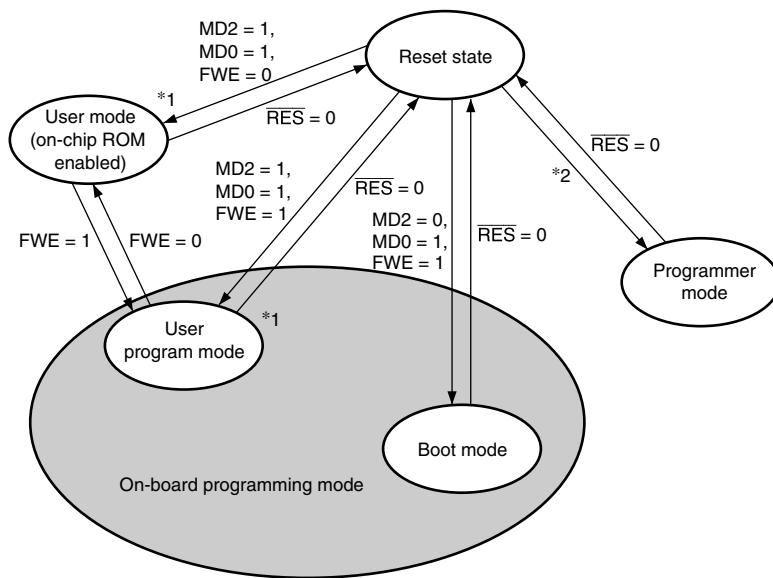 MD2 = 1,
MD0 = 1,
FWE = 0
Reset state
*1
User mode
(on-chip ROM
enabled)
RES = 0
RES = 0
MD2 = 1,
MD0 = 1,
FWE = 1
RES = 0
*2
MD2 = 0,
MD0 = 1,
FWE = 1
RES = 0
FWE = 1
FWE = 0
Programmer
mode
*1
User
program mode
Boot mode
On-board programming mode